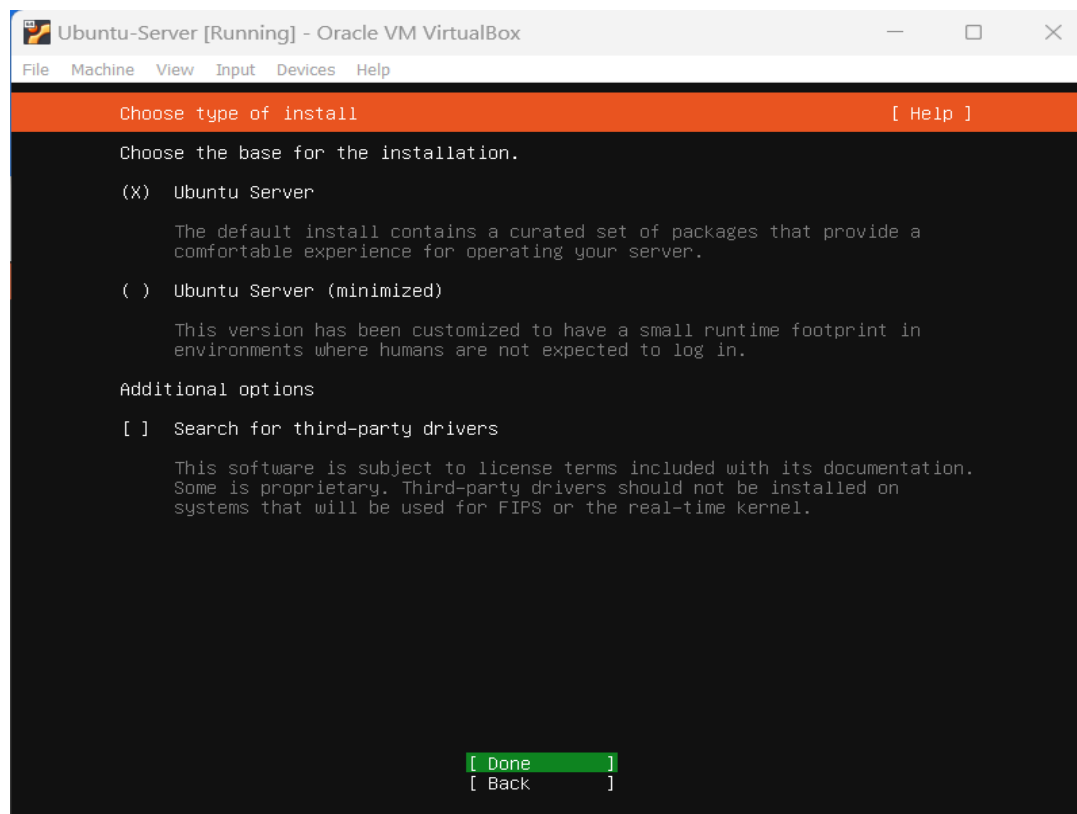 Ubuntu-Server [Running] - Oracle VM VirtualBox
File Machine View Input Devices Help
Choose type of install [ Help ]
Choose the base for the installation.
(X) Ubuntu Server
The default install contains a curated set of packages that provide a
comfortable experience for operating your server.
( ) Ubuntu Server (minimized)
This version has been customized to have a small runtime footprint in
environments where humans are not expected to log in.
Additional options
[ ] Search for third-party drivers
This software is subject to license terms included with its documentation.
Some is proprietary. Third-party drivers should not be installed on
systems that will be used for FIPS or the real-time kernel.
[ Done ]
[ Back ]